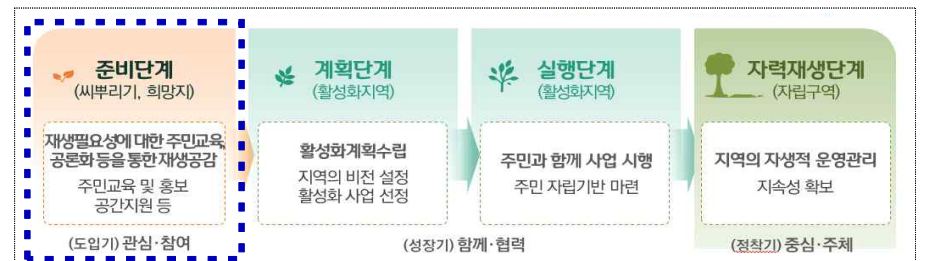 준비단계
(씨뿌리기, 희망지)
재생필요성에 대한 주민교육,
공론화 등을 통한 재생공감
주민교육 및 홍보
공간지원 등
(도입기) 관심·참여
계획단계
(활성화지역)
활성화계획수립
지역의 비전 설정
활성화 사업 선정
실행단계
(활성화지역)
주민과 함께 사업 시행
주민 자립기반 마련
(성장기) 함께·협력
자력재생단계
(자립구역)
지역의 자생적 운영관리
지속성 확보
(정착기) 중심·주체